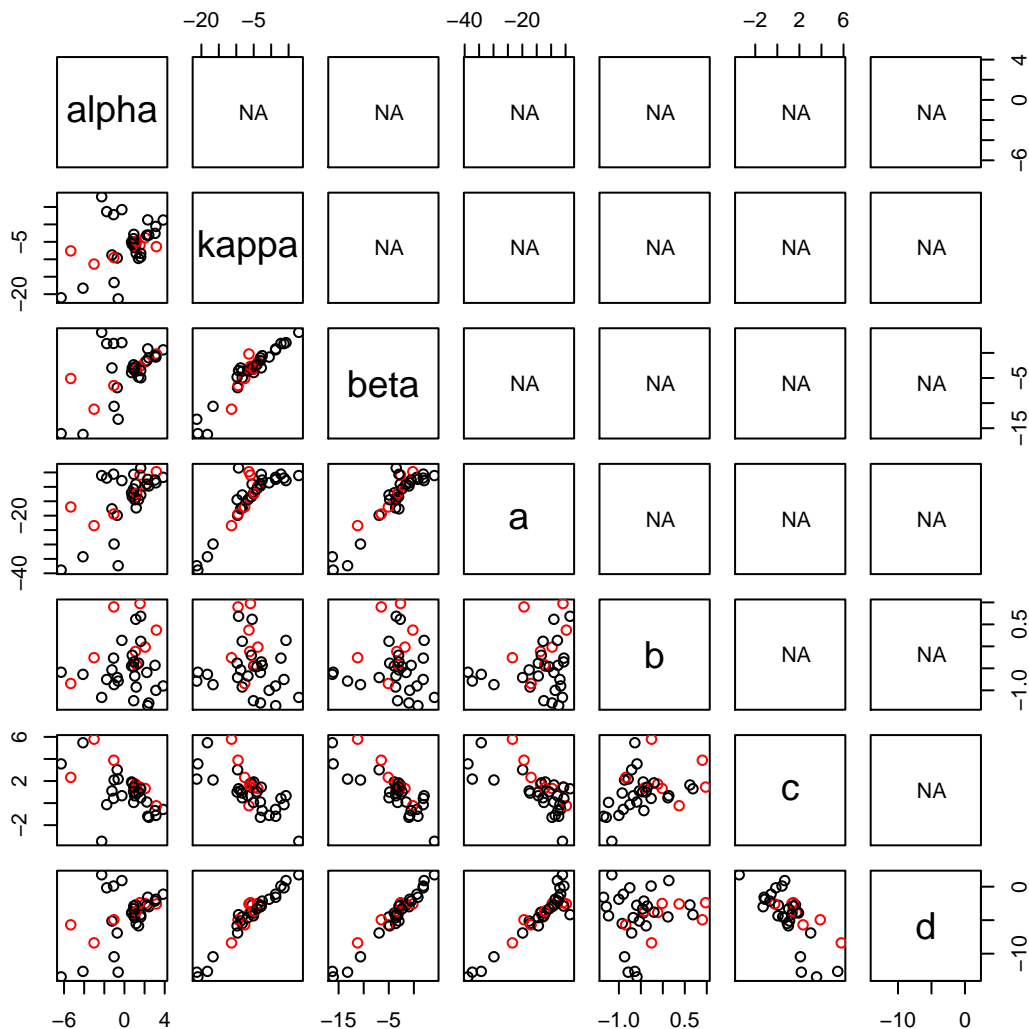 −20 −5 −40 −20 −2 2 6
alpha NA NA NA NA NA NA −6 0 4
−20 −5 kappa NA NA NA NA NA
beta NA NA NA NA −15 −5
−40 −20 a NA NA NA
b NA NA −1.0 0.5
−2 2 6 c NA
d −10 0
−6 0 4 −15 −5 −1.0 0.5 −10 0